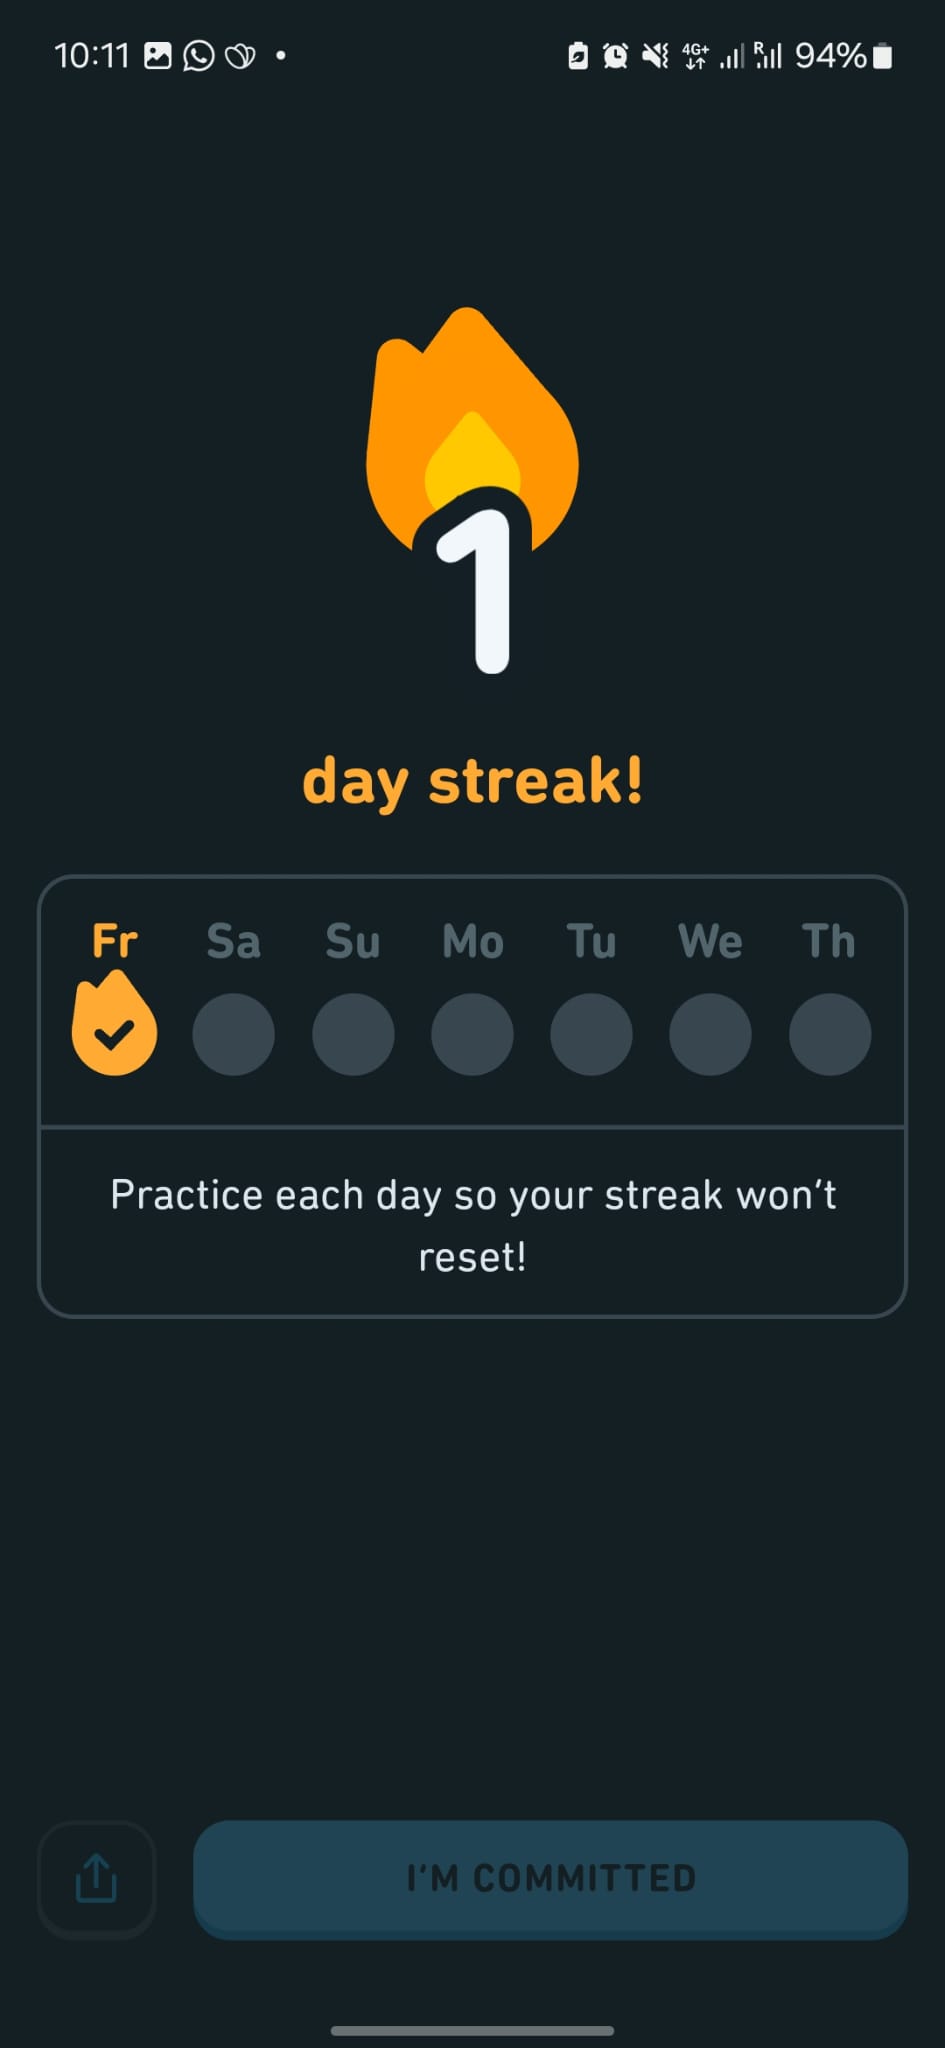 10:11 4G+ R 94%
1
day streak!
Fr Sa Su Mo Tu We Th
Practice each day so your streak won't
reset!
I'M COMMITTED